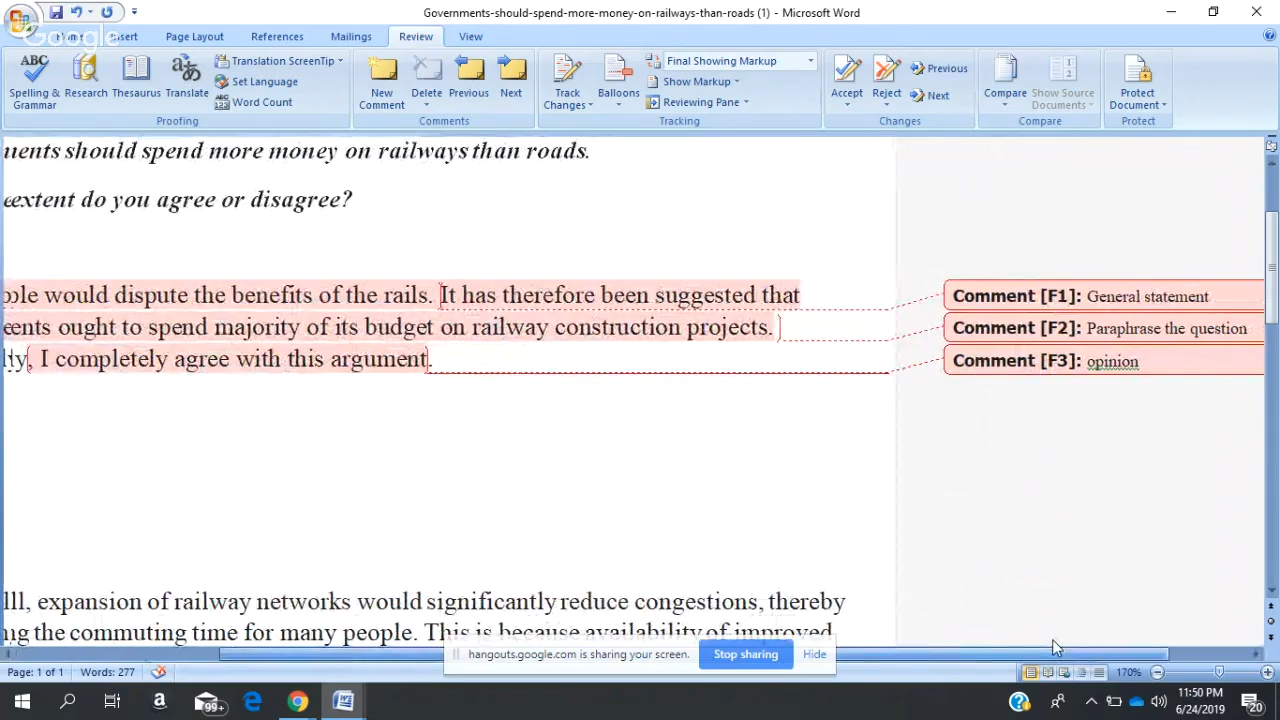 Governments-should-spend-more-money-on-railways-than-roads (1) - Microsoft Word
Google
Home Insert Page Layout References Mailings Review View
ABC Spelling & Grammar
Research
Thesaurus
Translate
Translation ScreenTip
Set Language
Word Count
Proofing
New Comment
Delete
Previous
Next
Comments
Track Changes
Balloons
Final Showing Markup
Show Markup
Reviewing Pane
Tracking
Accept
Reject
Previous
Next
Changes
Compare
Show Source Documents
Compare
Protect Document
Protect
nents should spend more money on railways than roads.
extent do you agree or disagree?
ple would dispute the benefits of the rails. It has therefore been suggested that
ents ought to spend majority of its budget on railway construction projects.
ly, I completely agree with this argument.
Comment [F1]: General statement
Comment [F2]: Paraphrase the question
Comment [F3]: opinion
lll, expansion of railway networks would significantly reduce congestions, thereby
ng the commuting time for many people. This is because availability of improved
hangouts.google.com is sharing your screen. Stop sharing Hide
Page: 1 of 1 Words: 277 170%
99+
11:50 PM
6/24/2019
20